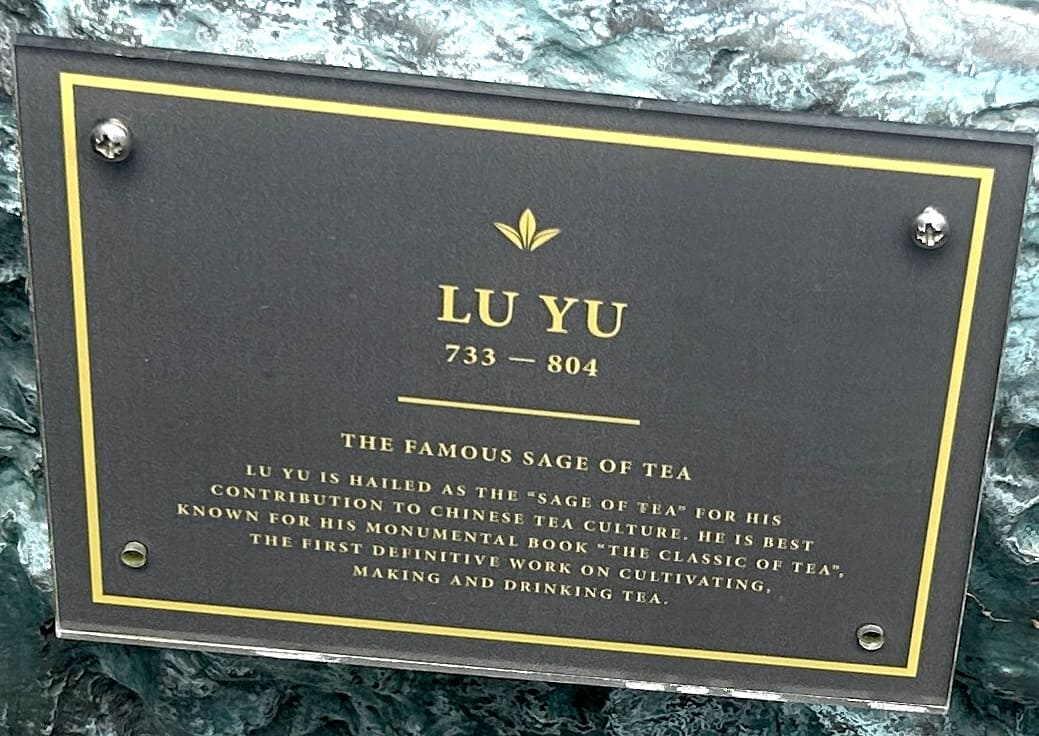 LU YU
733 — 804
THE FAMOUS SAGE OF TEA
LU YU IS HAILED AS THE "SAGE OF TEA" FOR HIS
CONTRIBUTION TO CHINESE TEA CULTURE. HE IS BEST
KNOWN FOR HIS MONUMENTAL BOOK "THE CLASSIC OF TEA",
THE FIRST DEFINITIVE WORK ON CULTIVATING,
MAKING AND DRINKING TEA.